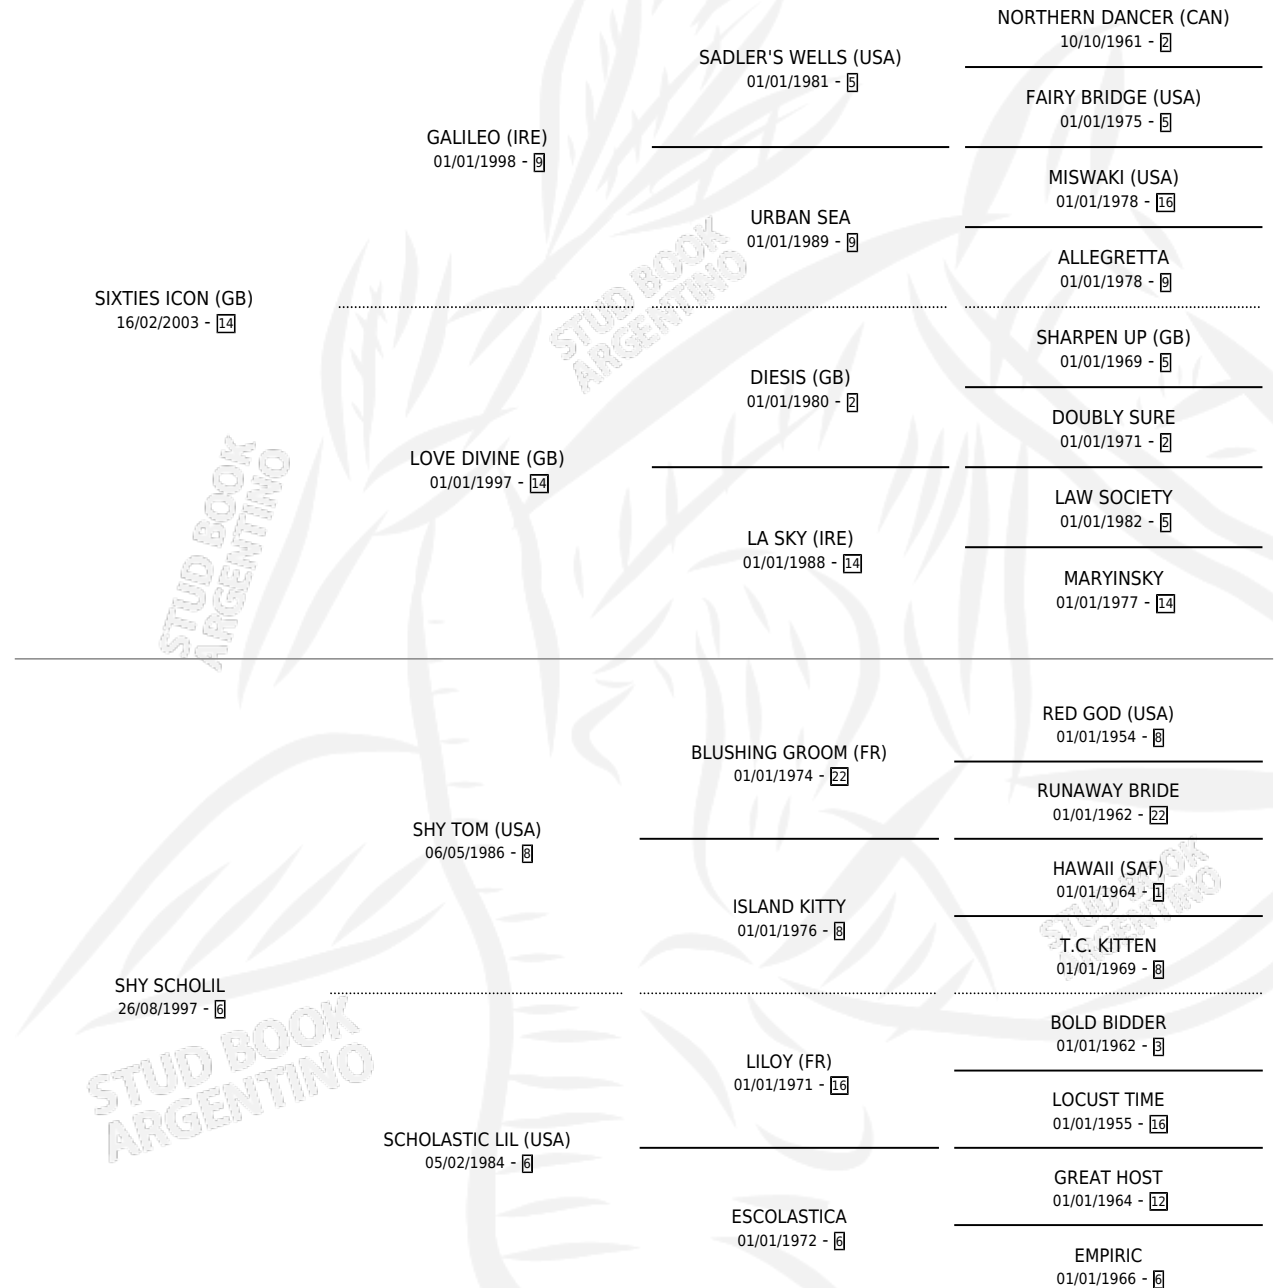 NORTHERN DANCER (CAN)
10/10/1961 - 2
SADLER'S WELLS (USA)
01/01/1981 - 5
FAIRY BRIDGE (USA)
01/01/1975 - 5
GALILEO (IRE)
01/01/1998 - 9
MISWAKI (USA)
01/01/1978 - 16
URBAN SEA
01/01/1989 - 9
ALLEGRETTA
01/01/1978 - 9
SIXTIES ICON (GB)
16/02/2003 - 14
STUD BOOK
ARGENTINO
SHARPEN UP (GB)
01/01/1969 - 5
DIESIS (GB)
01/01/1980 - 2
DOUBLY SURE
01/01/1971 - 2
LOVE DIVINE (GB)
01/01/1997 - 14
LAW SOCIETY
01/01/1982 - 5
LA SKY (IRE)
01/01/1988 - 14
MARYINSKY
01/01/1977 - 14
STUD BOOK
ARGENTINO
RED GOD (USA)
01/01/1954 - 8
BLUSHING GROOM (FR)
01/01/1974 - 22
RUNAWAY BRIDE
01/01/1962 - 22
SHY TOM (USA)
06/05/1986 - 8
HAWAII (SAF)
01/01/1964 - 1
ISLAND KITTY
01/01/1976 - 8
STUD BOOK
ARGENTINO
T.C. KITTEN
01/01/1969 - 8
SHY SCHOLIL
26/08/1997 - 6
BOLD BIDDER
01/01/1962 - 3
LILOY (FR)
01/01/1971 - 16
STUD BOOK
ARGENTINO
LOCUST TIME
01/01/1955 - 16
SCHOLASTIC LIL (USA)
05/02/1984 - 6
GREAT HOST
01/01/1964 - 12
ESCOLASTICA
01/01/1972 - 6
EMPIRIC
01/01/1966 - 6